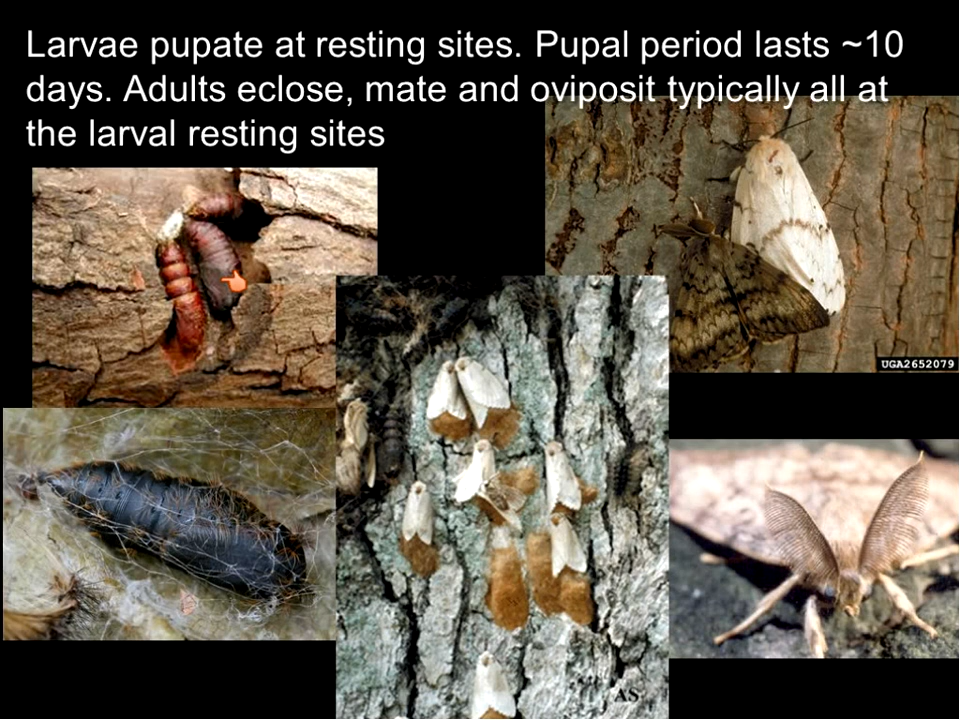 Larvae pupate at resting sites. Pupal period lasts ~10
days. Adults eclose, mate and oviposit typically all at
the larval resting sites
UGA2652079
AS